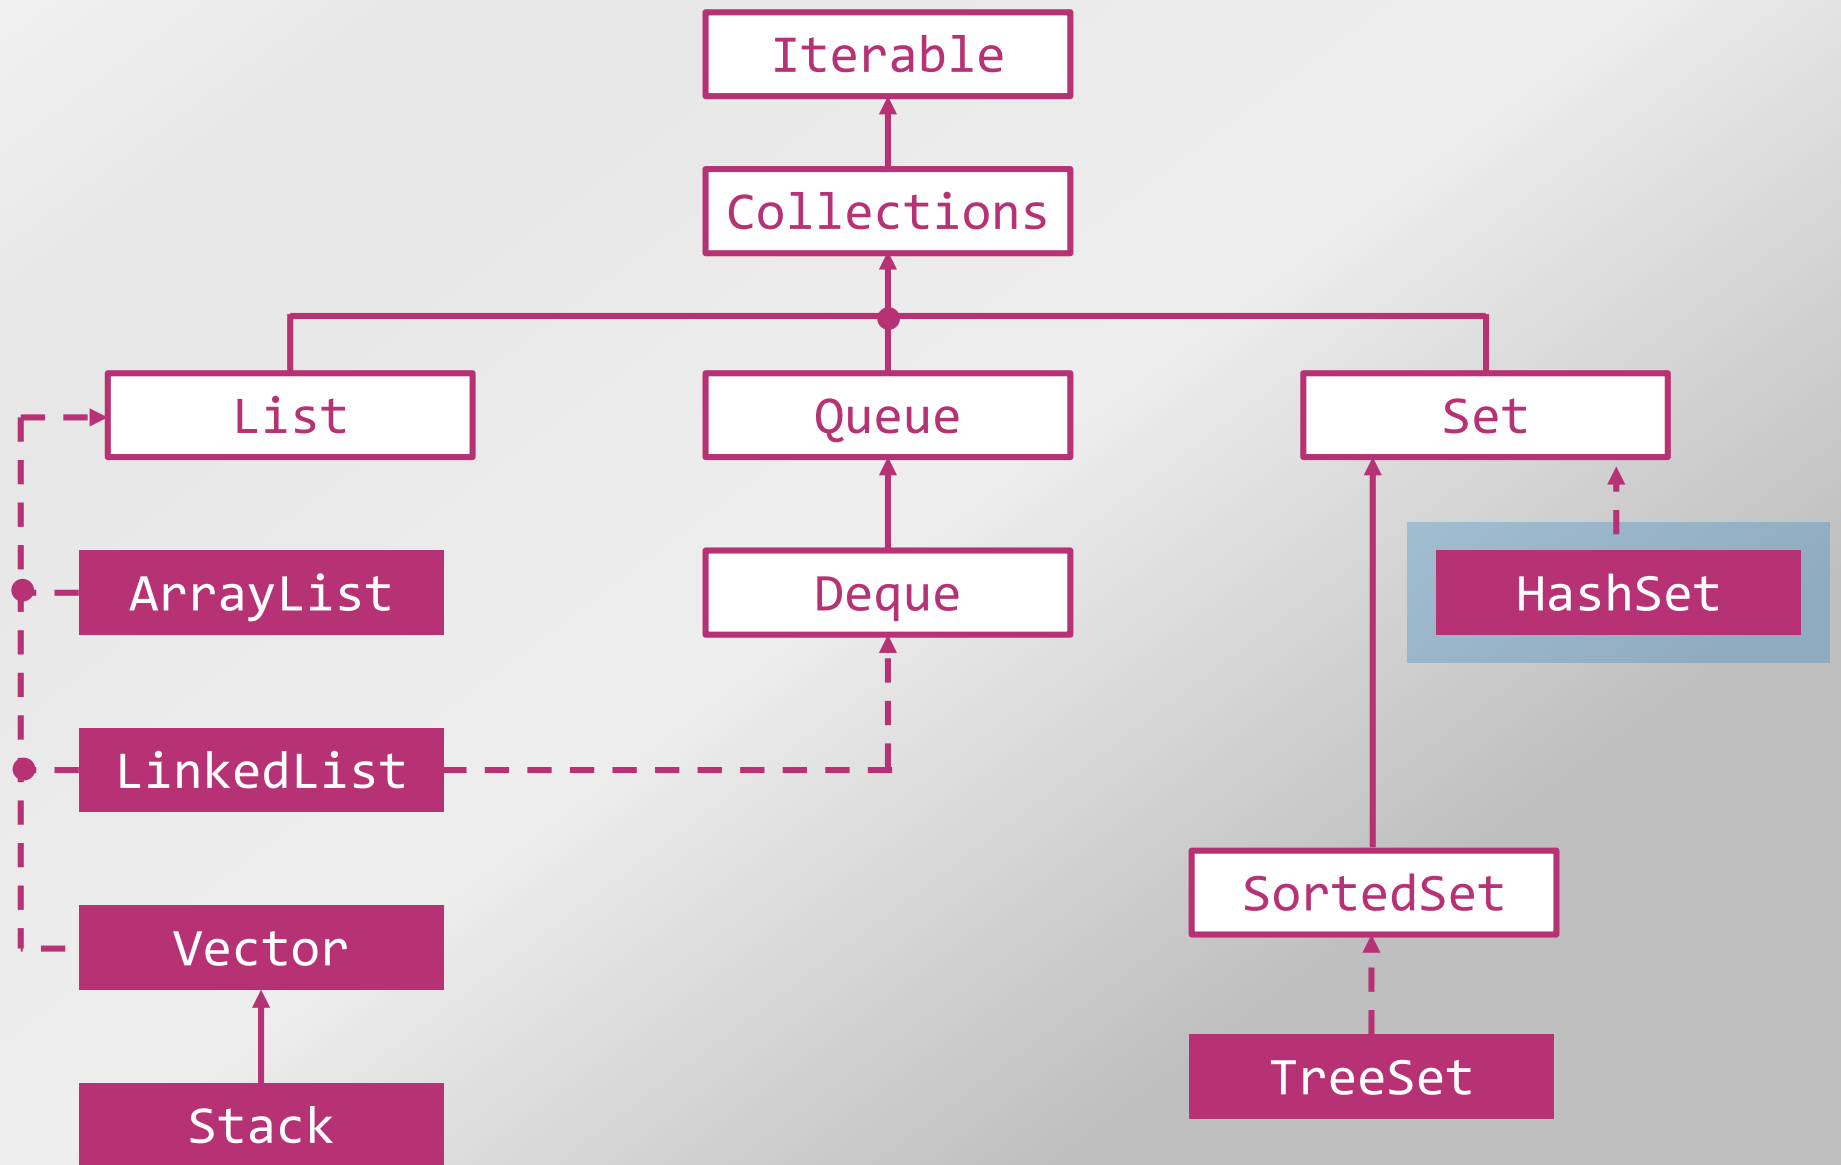 Iterable
Collections
List
Queue
Set
ArrayList
Deque
HashSet
LinkedList
SortedSet
Vector
TreeSet
Stack